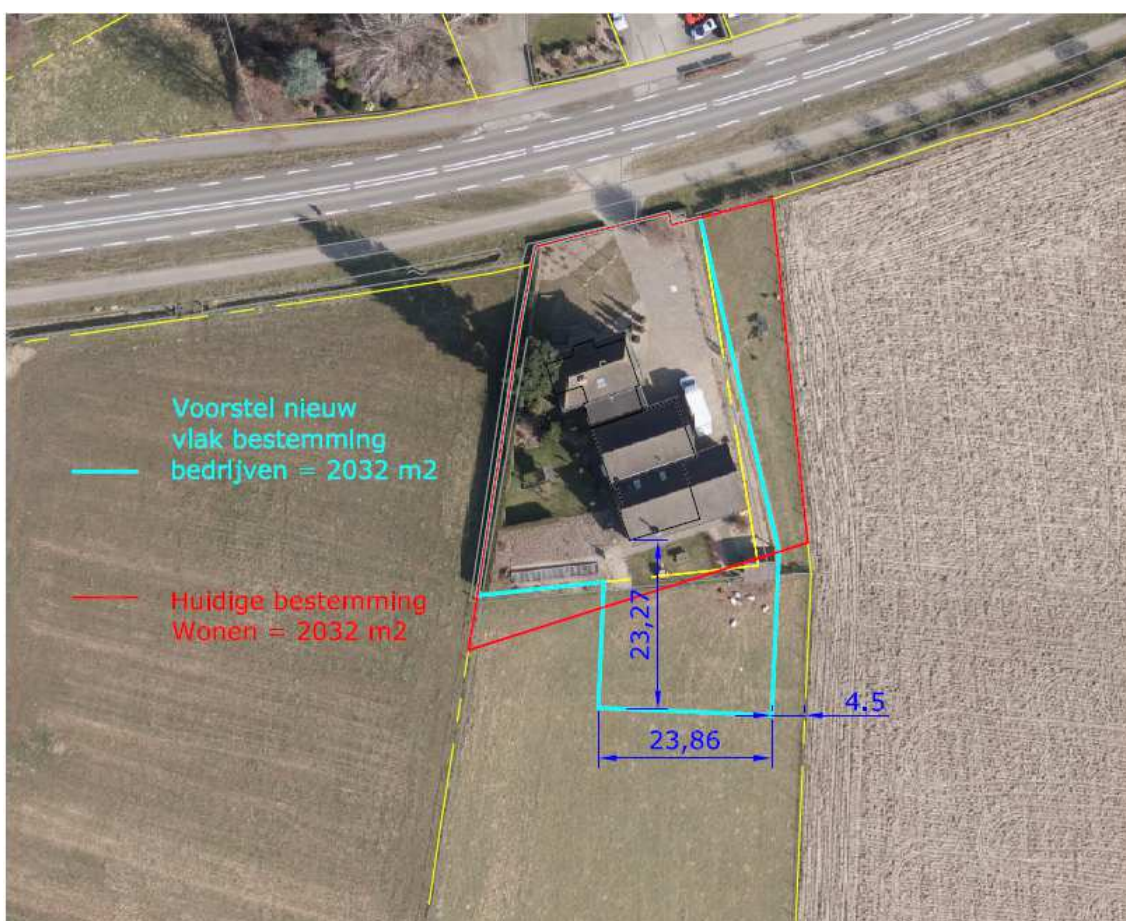 Voorstel nieuw
vlak bestemming
bedrijven = 2032 m2
Huidige bestemming
Wonen = 2032 m2
23,27
4.5
23,86